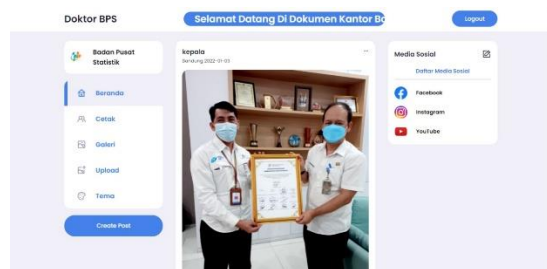 Doktor BPS
Selamat Datang Di Dokumen Kantor Ba
Logout
Badan Pusat
Statistik
Beranda
Cetak
Galeri
Upload
Tema
Create Post
kepala
2022-01-03
Media Sosial
Daftar Media Sosial
Facebook
Instagram
YouTube